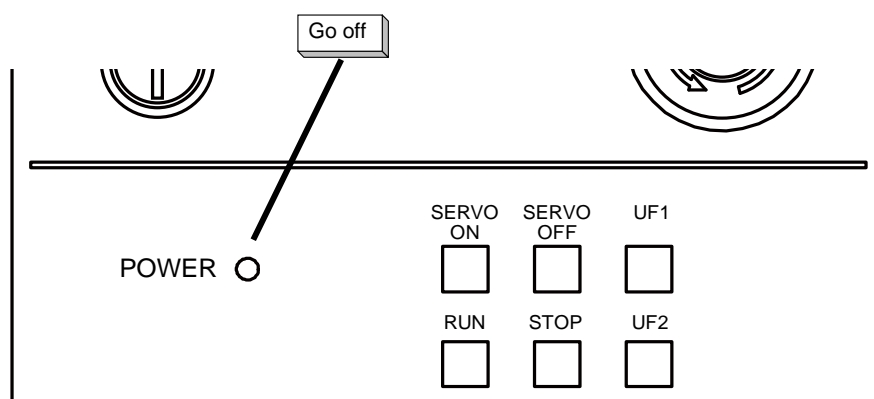 Go off
SERVO ON
SERVO OFF
UF1
POWER
RUN
STOP
UF2